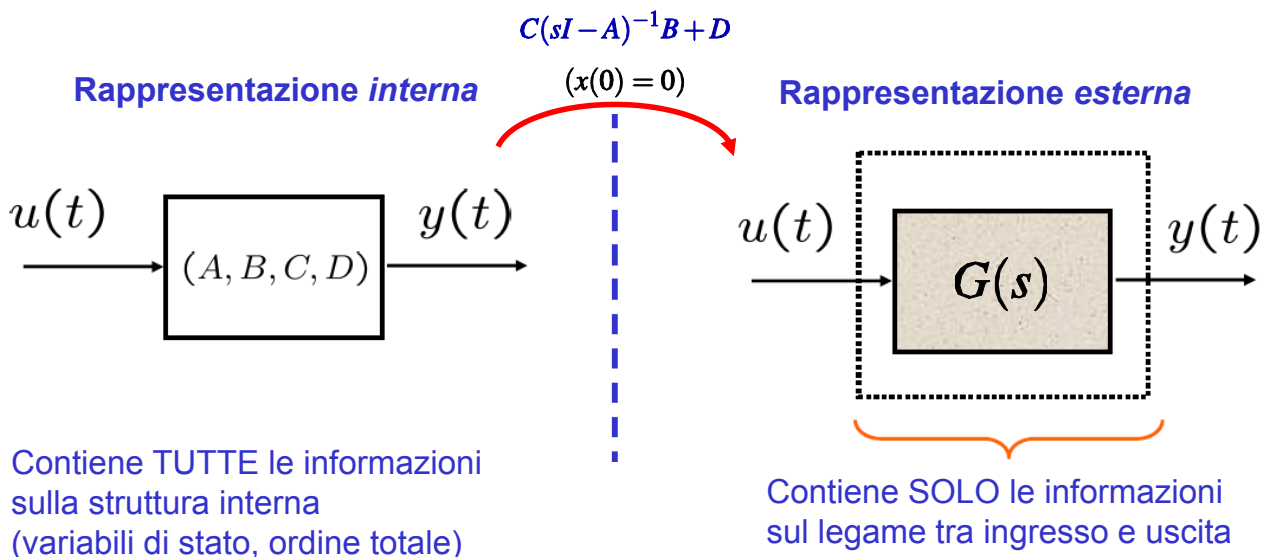 C(sI−A)⁻¹B+D
(x(0) = 0)
Rappresentazione interna
Rappresentazione esterna
u(t)
(A, B, C, D)
y(t)
u(t)
G(s)
y(t)
Contiene TUTTE le informazioni
sulla struttura interna
(variabili di stato, ordine totale)
Contiene SOLO le informazioni
sul legame tra ingresso e uscita